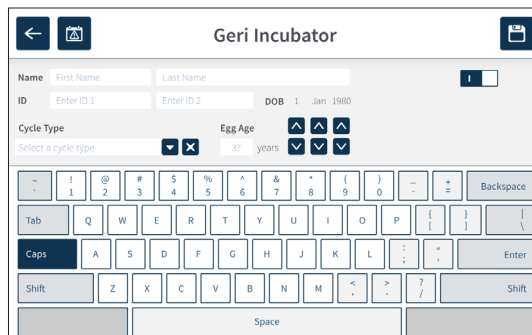 Geri Incubator
Name First Name Last Name I
ID Enter ID 1 Enter ID 2 DOB 1 Jan 1980
Cycle Type Egg Age
Select a cycle type 37 years
~ ! @ # $ % ^ & * ( ) — +
` 1 2 3 4 5 6 7 8 9 0 - = Backspace
Tab Q W E R T Y U I O P { } |
[ ] \
Caps A S D F G H J K L : “ Enter
; ‘
Shift Z X C V B N M < > ? Shift
, . /
Space